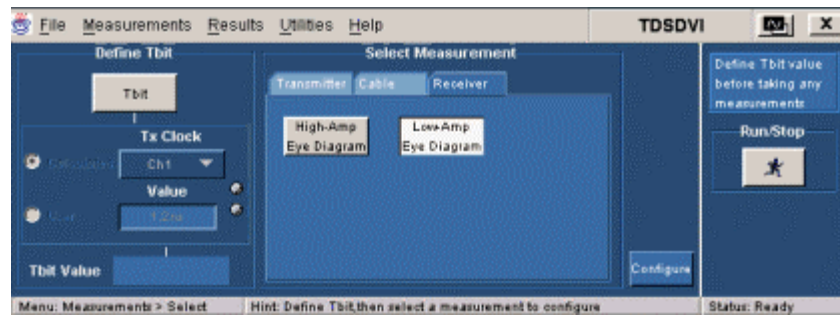 File Measurements Results Utilities Help TDSDVI X
Define Tbit
Tbit
Tx Clock
Ch1
Value
1.2ns
Tbit Value
Select Measurement
Transmitter Cable Receiver
High-Amp
Eye Diagram
Low-Amp
Eye Diagram
Configure
Define Tbit value
before taking any
measurements
Run/Stop
Menu: Measurements > Select
Hint: Define Tbit,then select a measurement to configure
Status: Ready